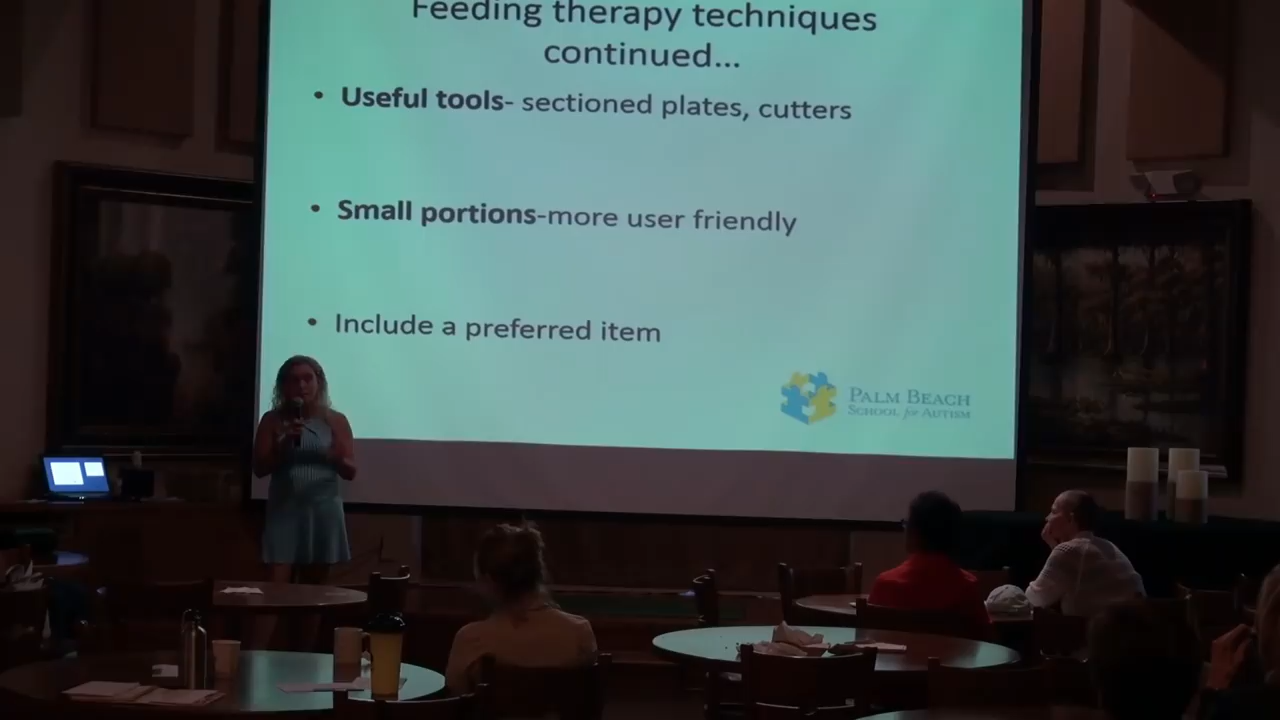 Feeding therapy techniques
continued...
• Useful tools- sectioned plates, cutters
• Small portions-more user friendly
• Include a preferred item
PALM BEACH
SCHOOL for AUTISM